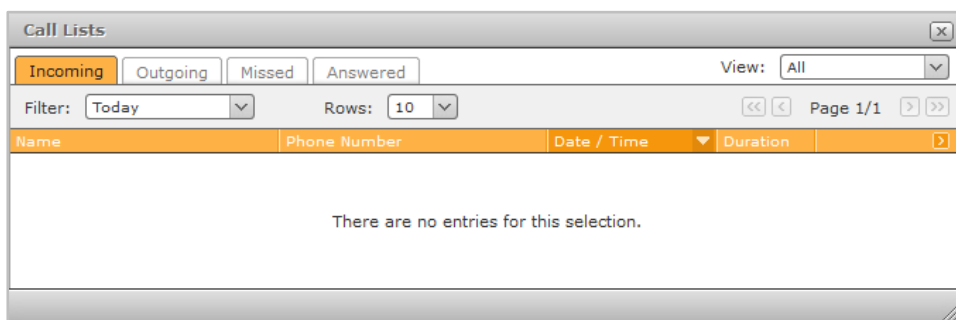 Call Lists
Incoming Outgoing Missed Answered View: All
Filter: Today Rows: 10 Page 1/1
Name Phone Number Date / Time Duration
There are no entries for this selection.